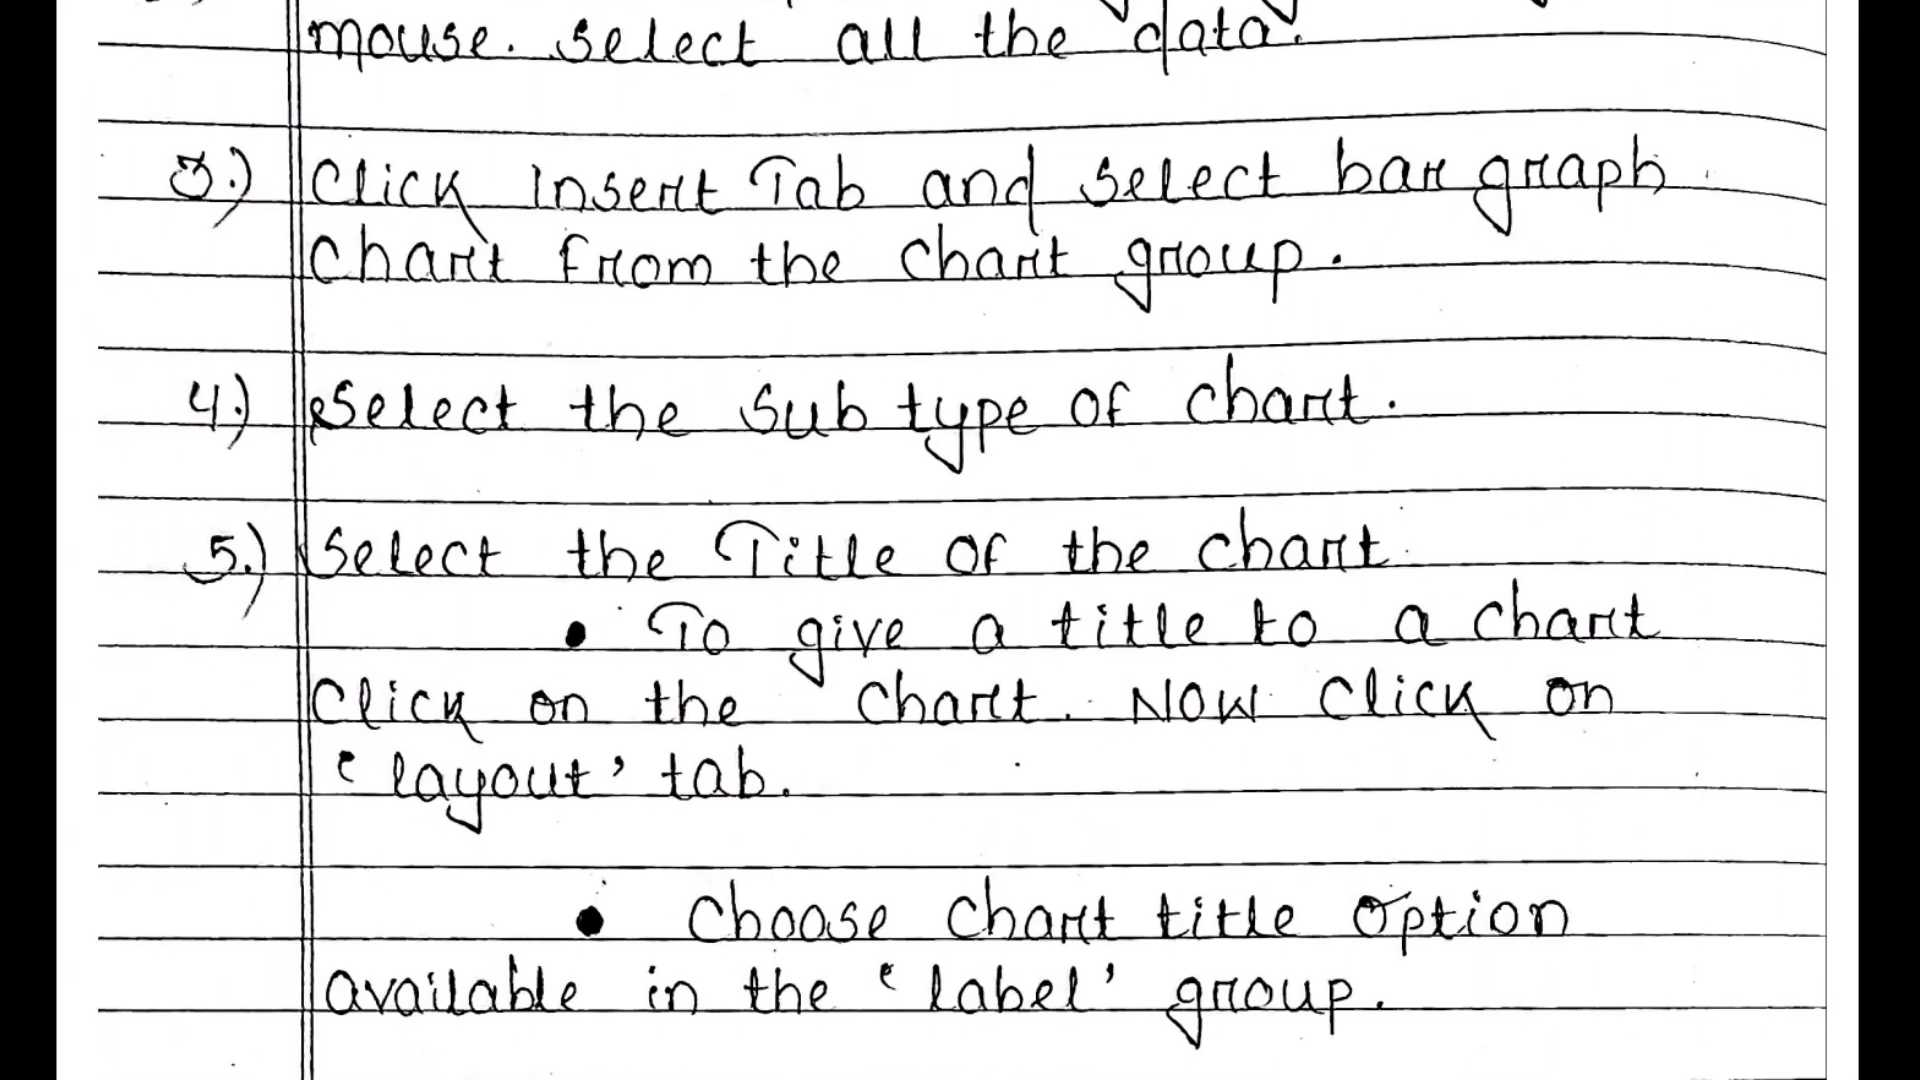 mouse. Select all the data.
3.) Click Insert Tab and select bar graph
chart from the chart group.
4.) Select the sub type of chart.
5.) Select the Title of the chart.
• To give a title to a chart
Click on the chart. Now Click on
'layout' tab.
• Choose chart title option
available in the 'label' group.